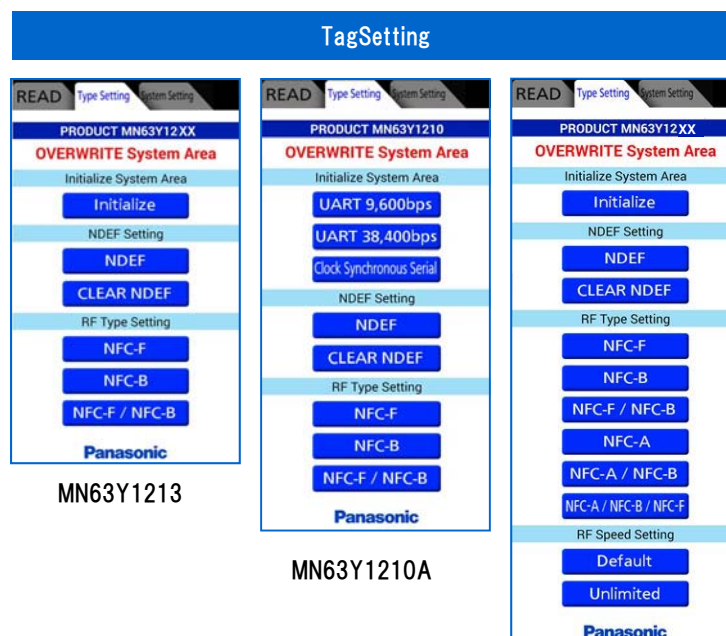 TagSetting
READ Type Setting System Setting
PRODUCT MN63Y12XX
OVERWRITE System Area
Initialize System Area
Initialize
NDEF Setting
NDEF
CLEAR NDEF
RF Type Setting
NFC-F
NFC-B
NFC-F / NFC-B
Panasonic
MN63Y1213
READ Type Setting System Setting
PRODUCT MN63Y1210
OVERWRITE System Area
Initialize System Area
UART 9,600bps
UART 38,400bps
Clock Synchronous Serial
NDEF Setting
NDEF
CLEAR NDEF
RF Type Setting
NFC-F
NFC-B
NFC-F / NFC-B
Panasonic
MN63Y1210A
READ Type Setting System Setting
PRODUCT MN63Y12XX
OVERWRITE System Area
Initialize System Area
Initialize
NDEF Setting
NDEF
CLEAR NDEF
RF Type Setting
NFC-F
NFC-B
NFC-F / NFC-B
NFC-A
NFC-A / NFC-B
NFC-A / NFC-B / NFC-F
RF Speed Setting
Default
Unlimited
Panasonic